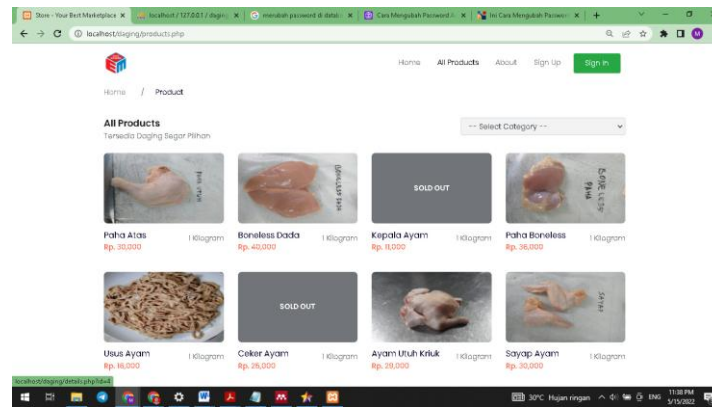 Store - Your Best Marketplace
localhost / 127.0.0.1 / daging
merubah password di databa
Cara Mengubah Password
Ini Cara Mengubah Password
localhost/daging/products.php
Home All Products About Sign Up Sign In
Home / Product
All Products
Tersedia Daging Segar Pilihan
-- Select Category --
SOLD OUT
Paha Atas 1 Kilogram Boneless Dada 1 Kilogram Kepala Ayam 1 Kilogram Paha Boneless 1 Kilogram
Rp. 30,000 Rp. 40,000 Rp. 11,000 Rp. 36,000
SOLD OUT
SAYAP
Usus Ayam 1 Kilogram Ceker Ayam 1 Kilogram Ayam Utuh Kriuk 1 Kilogram Sayap Ayam 1 Kilogram
Rp. 16,000 Rp. 25,000 Rp. 29,000 Rp. 30,000
localhost/daging/details.php?id=4
30°C Hujan ringan ENG 11:38 PM
5/15/2022